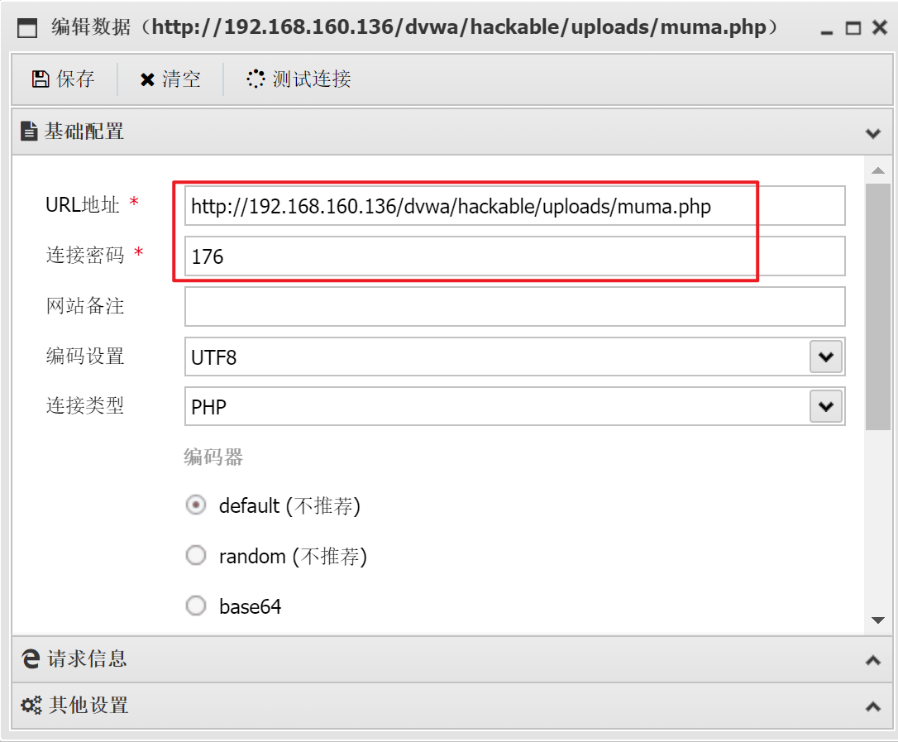 编辑数据（http://192.168.160.136/dvwa/hackable/uploads/muma.php）
保存 清空 测试连接
基础配置
URL地址 * http://192.168.160.136/dvwa/hackable/uploads/muma.php
连接密码 * 176
网站备注
编码设置 UTF8
连接类型 PHP
编码器
default (不推荐)
random (不推荐)
base64
请求信息
其他设置